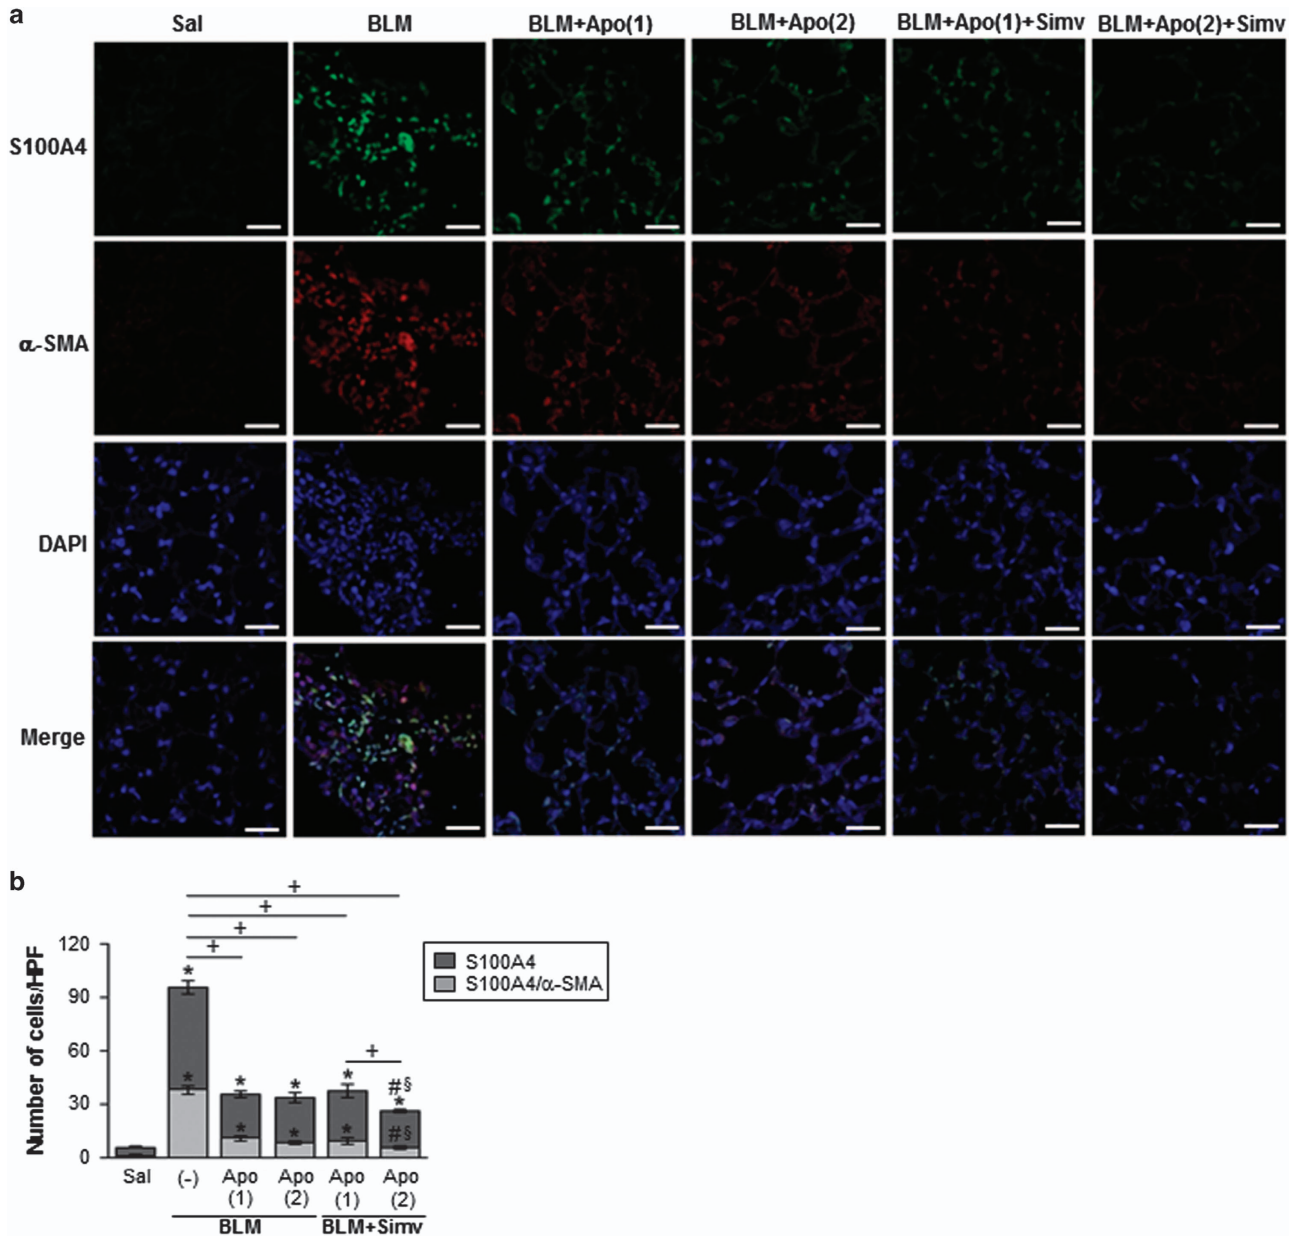 a
Sal BLM BLM+Apo(1) BLM+Apo(2) BLM+Apo(1)+Simv BLM+Apo(2)+Simv
S100A4
α-SMA
DAPI
Merge
b
+
+
+
+
120
90
60
30
0
Number of cells/HPF
S100A4
S100A4/α-SMA
*
*
*
*
*
*
+
*
*
#§
*
#§
Sal (-) Apo Apo Apo Apo
(1) (2) (1) (2)
BLM BLM+Simv